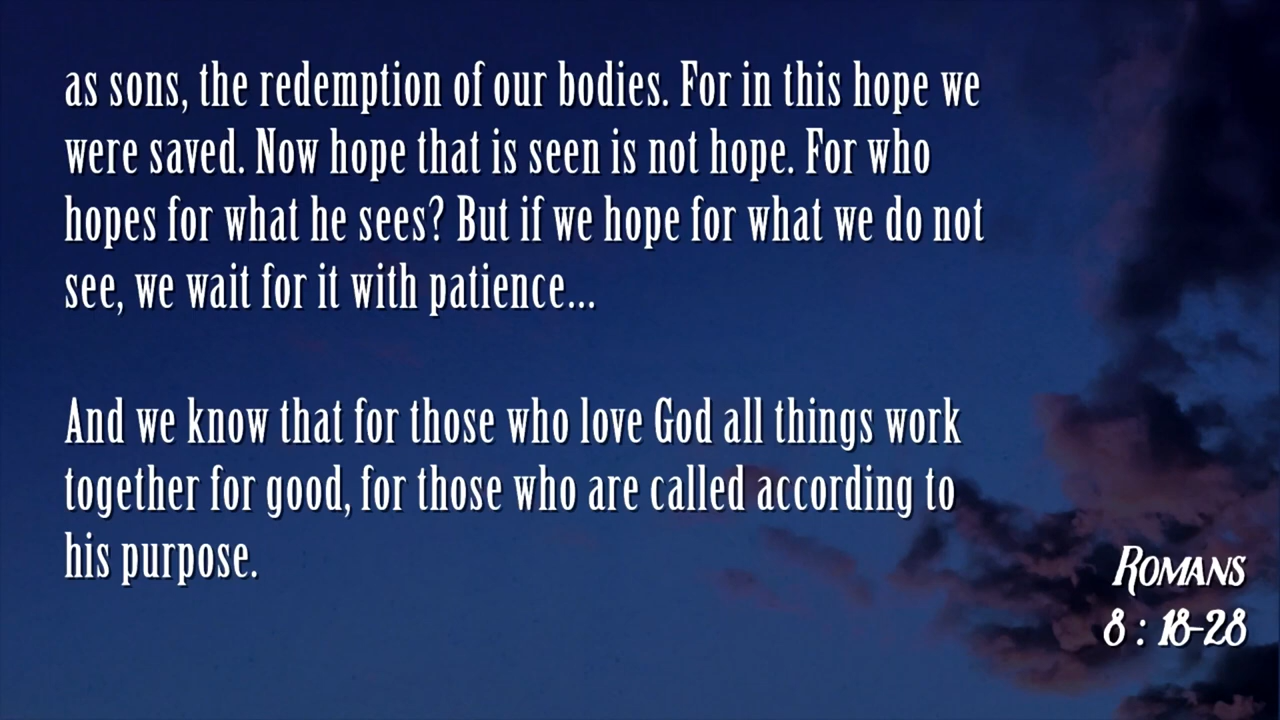 as sons, the redemption of our bodies. For in this hope we
were saved. Now hope that is seen is not hope. For who
hopes for what he sees? But if we hope for what we do not
see, we wait for it with patience...
And we know that for those who love God all things work
together for good, for those who are called according to
his purpose.
Romans
8 : 18-28